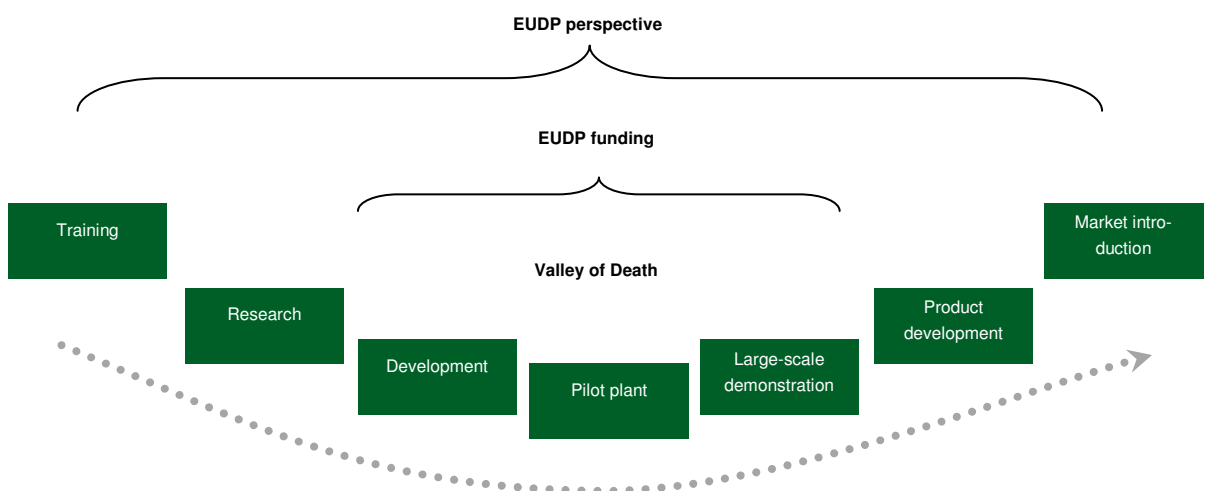 EUDP perspective
EUDP funding
Training
Market intro-
duction
Valley of Death
Research
Product
development
Development
Large-scale
demonstration
Pilot plant